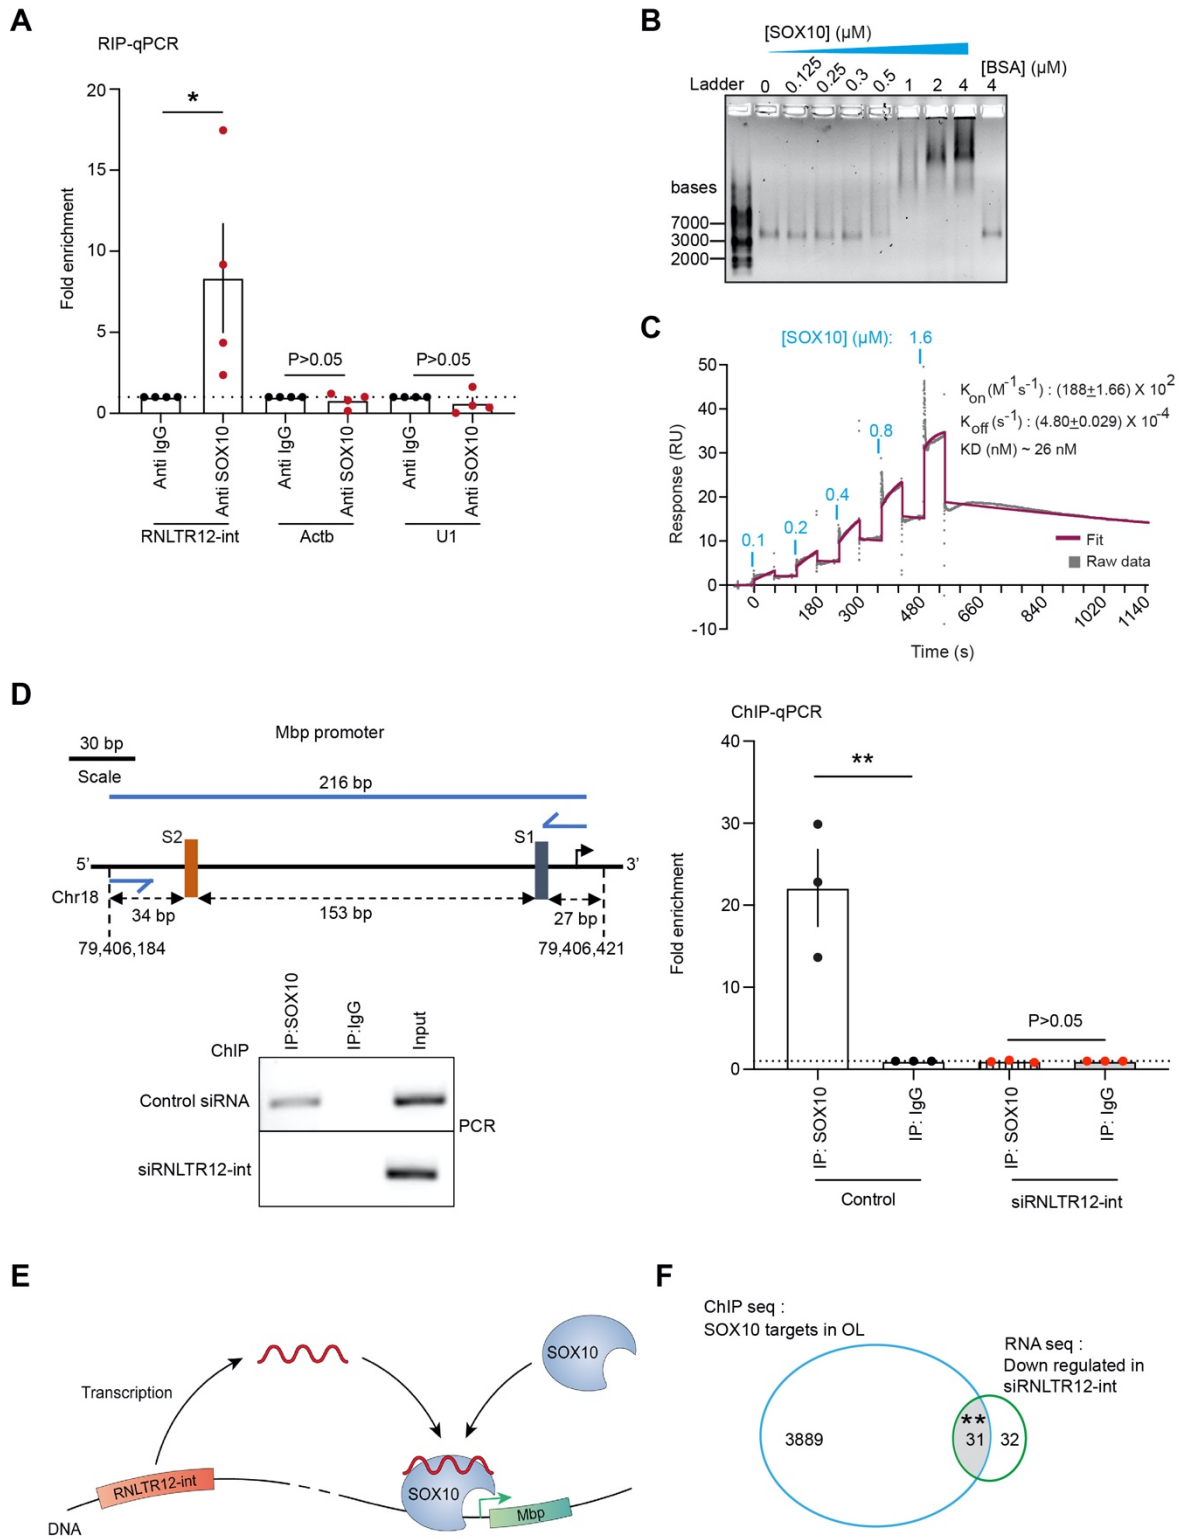 A
RIP-qPCR
Fold enrichment
20
15
10
5
0
*
P>0.05
P>0.05
Anti IgG
Anti SOX10
Anti IgG
Anti SOX10
Anti IgG
Anti SOX10
RNLTR12-int
Actb
U1
B
[SOX10] (µM)
[BSA] (µM)
Ladder
0
0.125
0.25
0.3
0.5
1
2
4
4
bases
7000
3000
2000
C
[SOX10] (µM):
1.6
0.8
0.4
0.2
0.1
Response (RU)
50
40
30
20
10
0
-10
Kon(M-1s-1) : (188±1.66) X 102
Koff(s-1) : (4.80±0.029) X 10-4
KD (nM) ~ 26 nM
Fit
Raw data
0
180
300
480
660
840
1020
1140
Time (s)
D
Mbp promoter
30 bp
Scale
216 bp
S2
S1
5’
3’
Chr18
34 bp
153 bp
27 bp
79,406,184
79,406,421
ChIP
IP:SOX10
IP:IgG
Input
Control siRNA
siRNLTR12-int
PCR
ChIP-qPCR
Fold enrichment
40
30
20
10
0
**
P>0.05
IP: SOX10
IP: IgG
IP: SOX10
IP: IgG
Control
siRNLTR12-int
E
Transcription
SOX10
RNLTR12-int
SOX10
Mbp
DNA
F
ChIP seq :
SOX10 targets in OL
RNA seq :
Down regulated in
siRNLTR12-int
**
3889
31
32